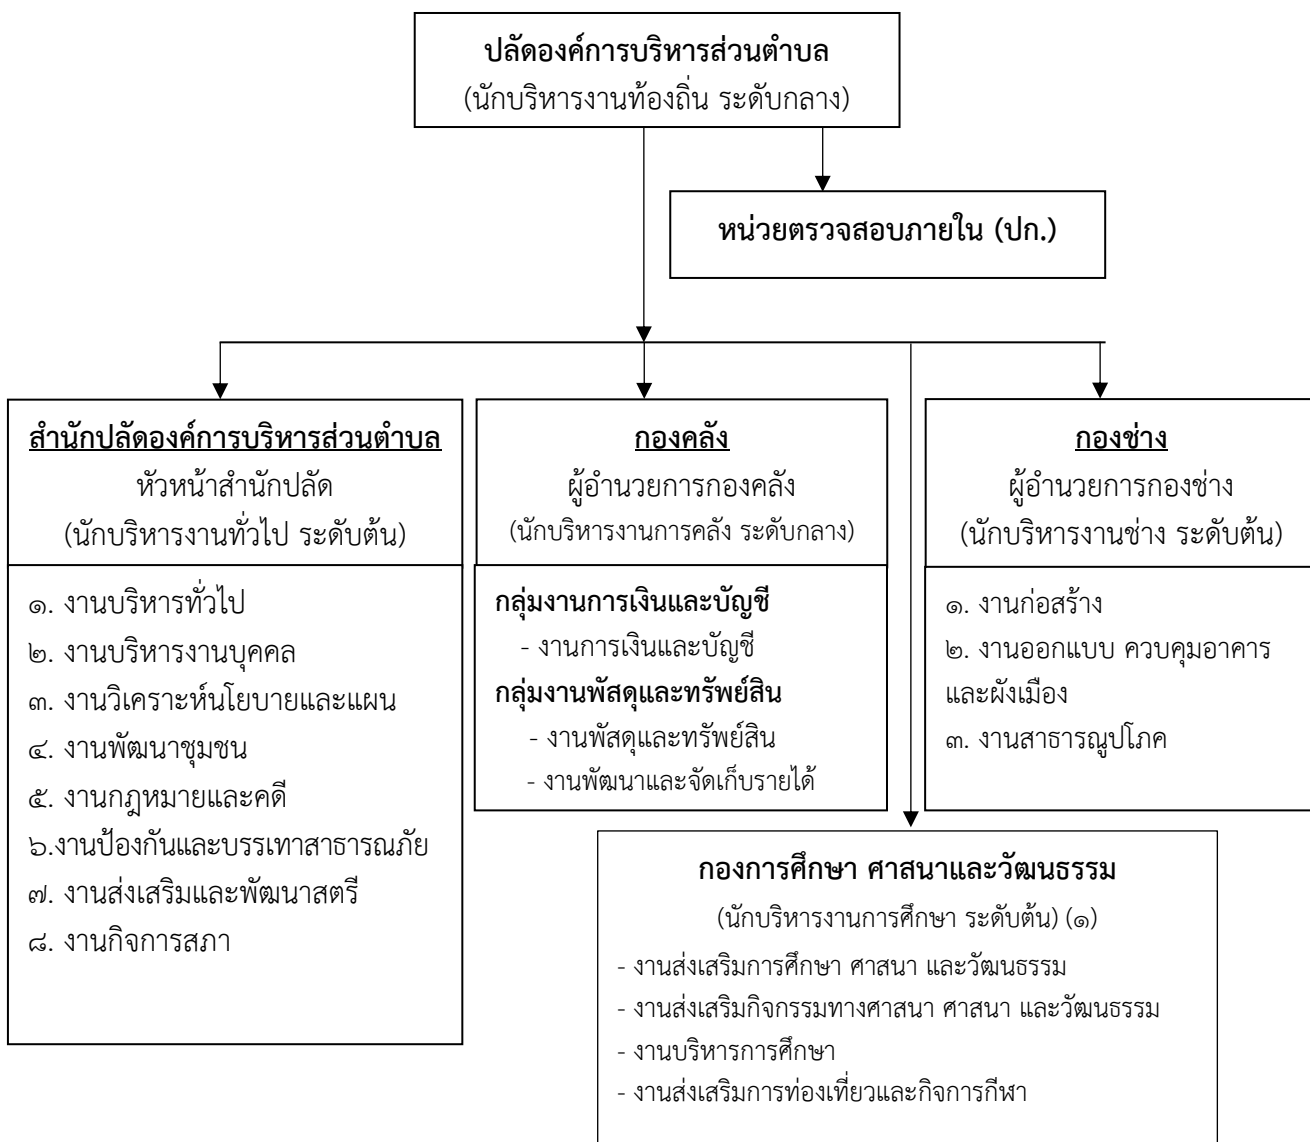 ปลัดองค์การบริหารส่วนตำบล
(นักบริหารงานท้องถิ่น ระดับกลาง)
หน่วยตรวจสอบภายใน (ปก.)
สำนักปลัดองค์การบริหารส่วนตำบล
หัวหน้าสำนักปลัด
(นักบริหารงานทั่วไป ระดับต้น)
๑. งานบริหารทั่วไป
๒. งานบริหารงานบุคคล
๓. งานวิเคราะห์นโยบายและแผน
๔. งานพัฒนาชุมชน
๕. งานกฎหมายและคดี
๖.งานป้องกันและบรรเทาสาธารณภัย
๗. งานส่งเสริมและพัฒนาสตรี
๘. งานกิจการสภา
กองคลัง
ผู้อำนวยการกองคลัง
(นักบริหารงานการคลัง ระดับกลาง)
กลุ่มงานการเงินและบัญชี
- งานการเงินและบัญชี
กลุ่มงานพัสดุและทรัพย์สิน
- งานพัสดุและทรัพย์สิน
- งานพัฒนาและจัดเก็บรายได้
กองช่าง
ผู้อำนวยการกองช่าง
(นักบริหารงานช่าง ระดับต้น)
๑. งานก่อสร้าง
๒. งานออกแบบ ควบคุมอาคาร
และผังเมือง
๓. งานสาธารณูปโภค
กองการศึกษา ศาสนาและวัฒนธรรม
(นักบริหารงานการศึกษา ระดับต้น) (๑)
- งานส่งเสริมการศึกษา ศาสนา และวัฒนธรรม
- งานส่งเสริมกิจกรรมทางศาสนา ศาสนา และวัฒนธรรม
- งานบริหารการศึกษา
- งานส่งเสริมการท่องเที่ยวและกิจการกีฬา